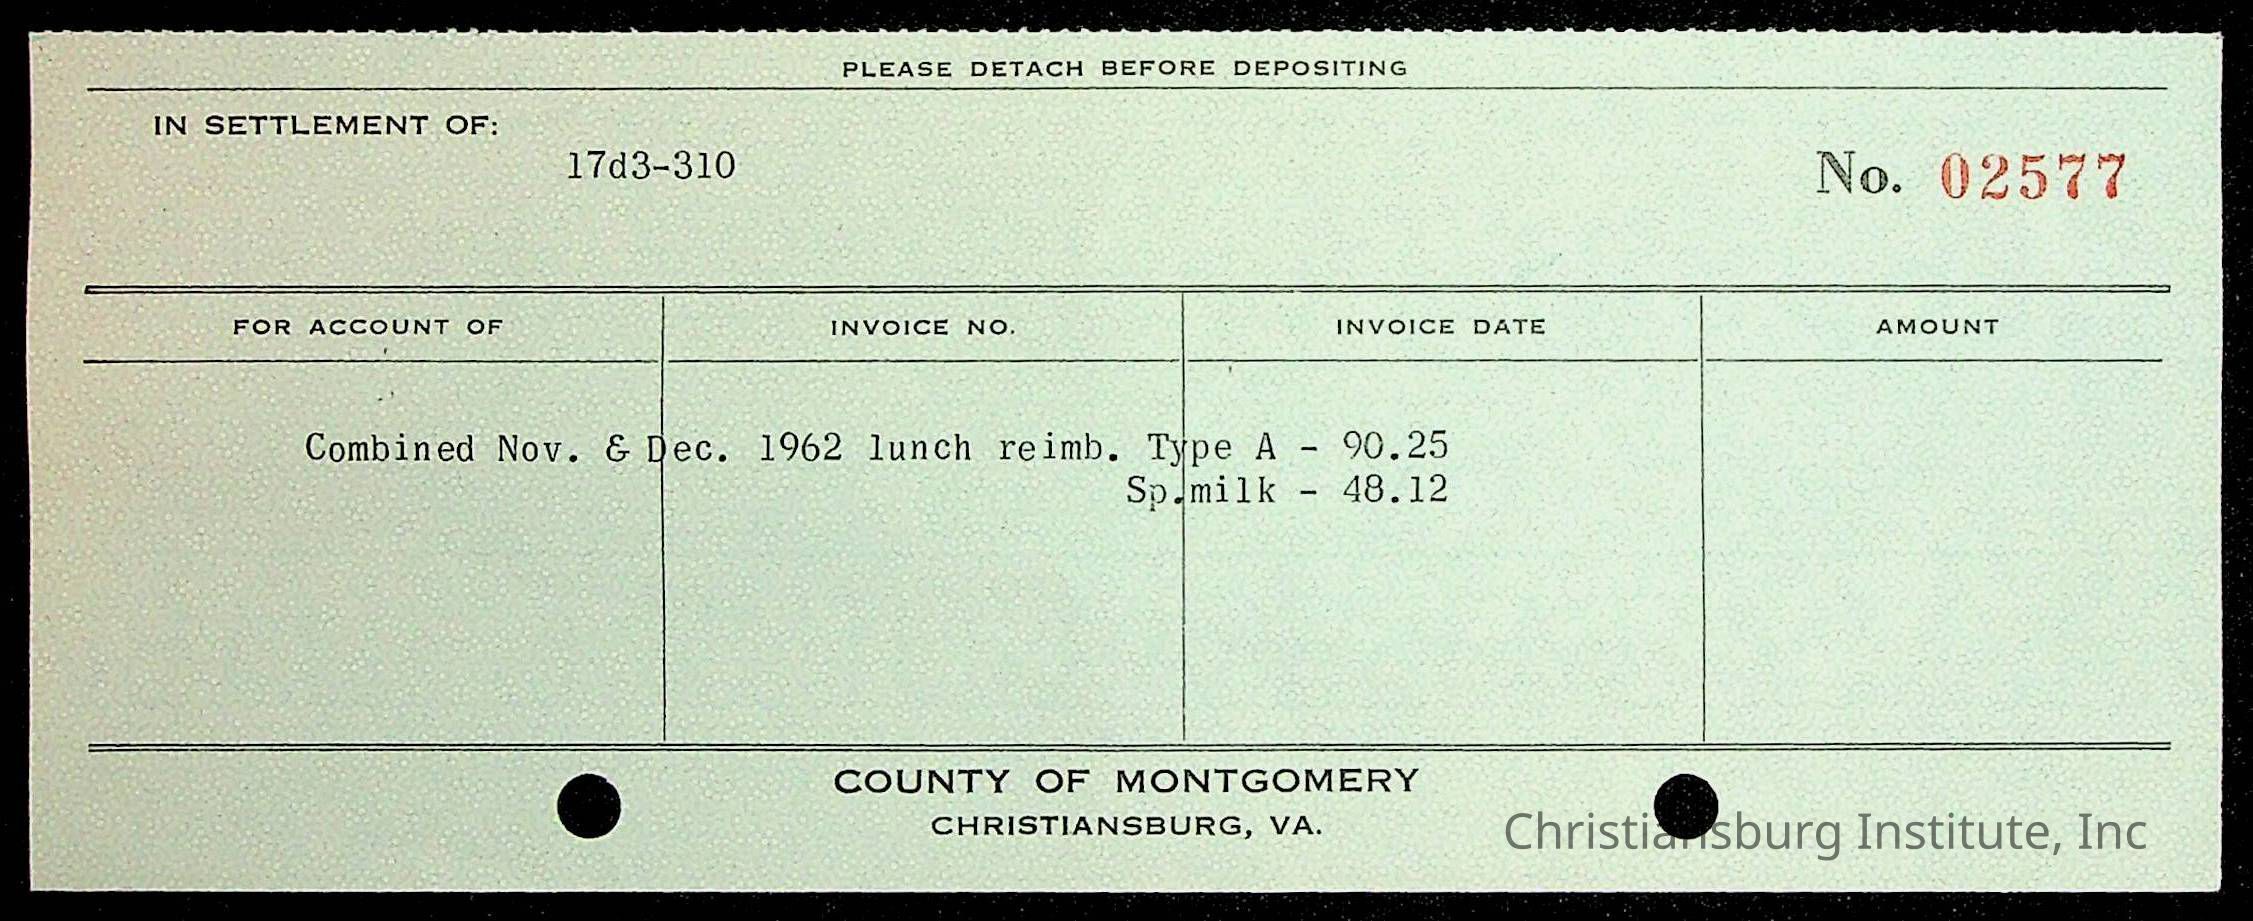 PLEASE DETACH BEFORE DEPOSITING
IN SETTLEMENT OF:
17d3-310
No. 02577
FOR ACCOUNT OF INVOICE NO. INVOICE DATE AMOUNT
Combined Nov. & Dec. 1962 lunch reimb. Type A - 90.25
Sp.milk - 48.12
COUNTY OF MONTGOMERY
CHRISTIANSBURG, VA.
Christiansburg Institute, Inc